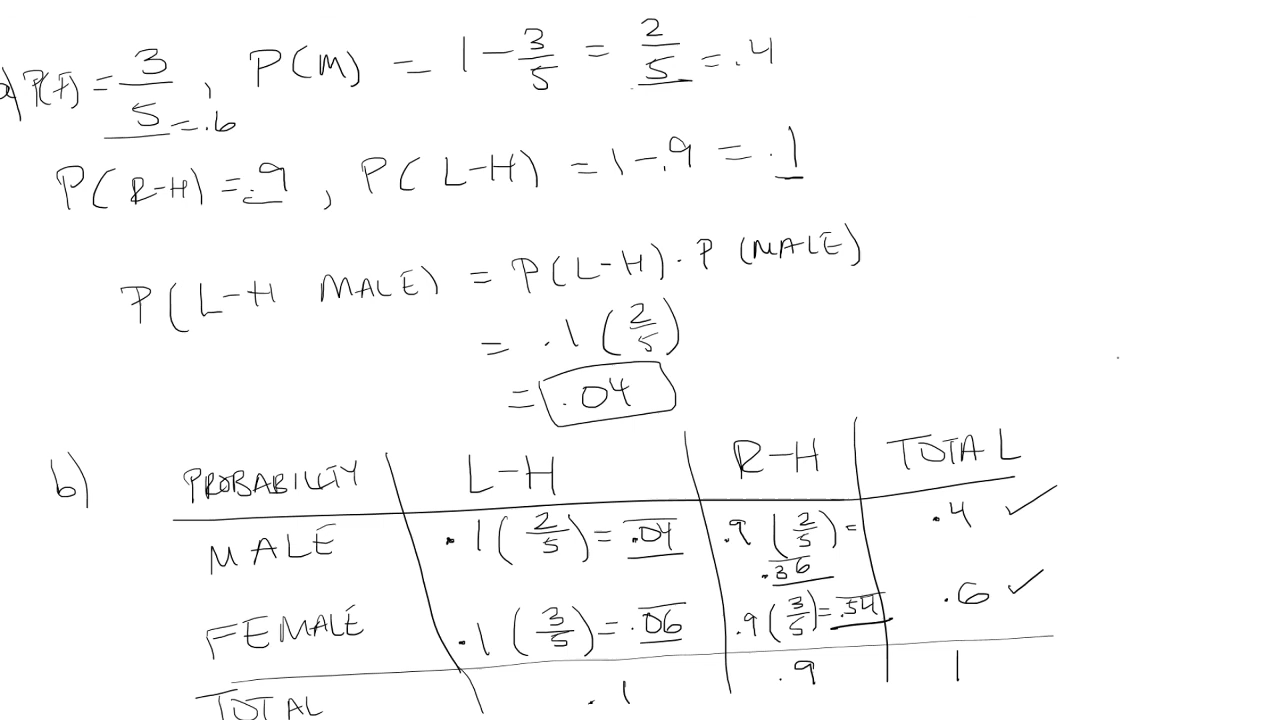 a) P(F) = 3/5 = .6 , P(M) = 1 - 3/5 = 2/5 = .4
P(R-H) = .9 , P(L-H) = 1 - .9 = .1
P(L-H MALE) = P(L-H) · P(MALE)
= .1 (2/5)
= .04
b) PROBABILITY L-H R-H TOTAL
MALE .1 (2/5) = .04 .9 (2/5) = .36 .4 ✓
FEMALE .1 (3/5) = .06 .9 (3/5) = .54 .6 ✓
TOTAL .1 .9 1